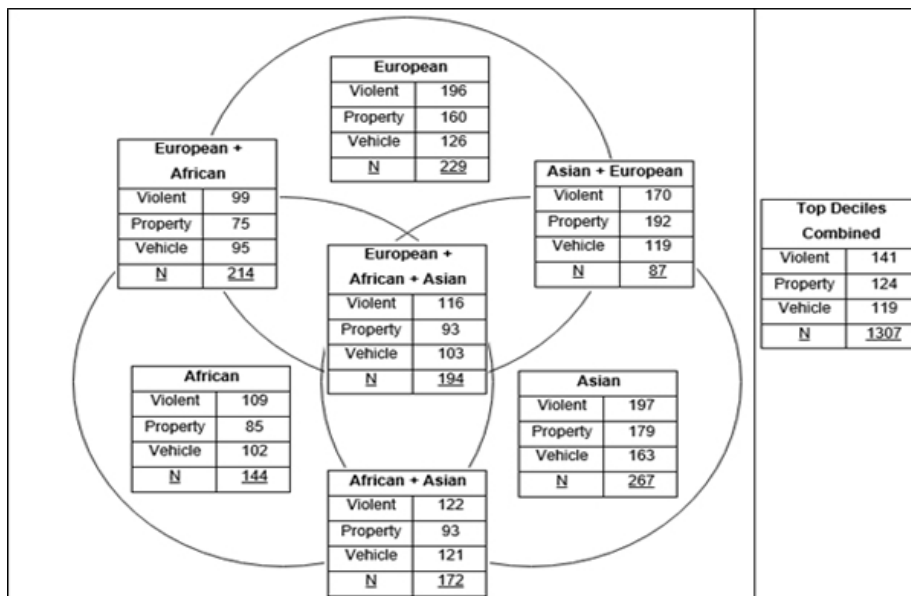 European
Violent 196
Property 160
Vehicle 126
N 229
European +
African
Violent 99
Property 75
Vehicle 95
N 214
Asian + European
Violent 170
Property 192
Vehicle 119
N 87
European +
African + Asian
Violent 116
Property 93
Vehicle 103
N 194
Top Deciles
Combined
Violent 141
Property 124
Vehicle 119
N 1307
African
Violent 109
Property 85
Vehicle 102
N 144
Asian
Violent 197
Property 179
Vehicle 163
N 267
African + Asian
Violent 122
Property 93
Vehicle 121
N 172